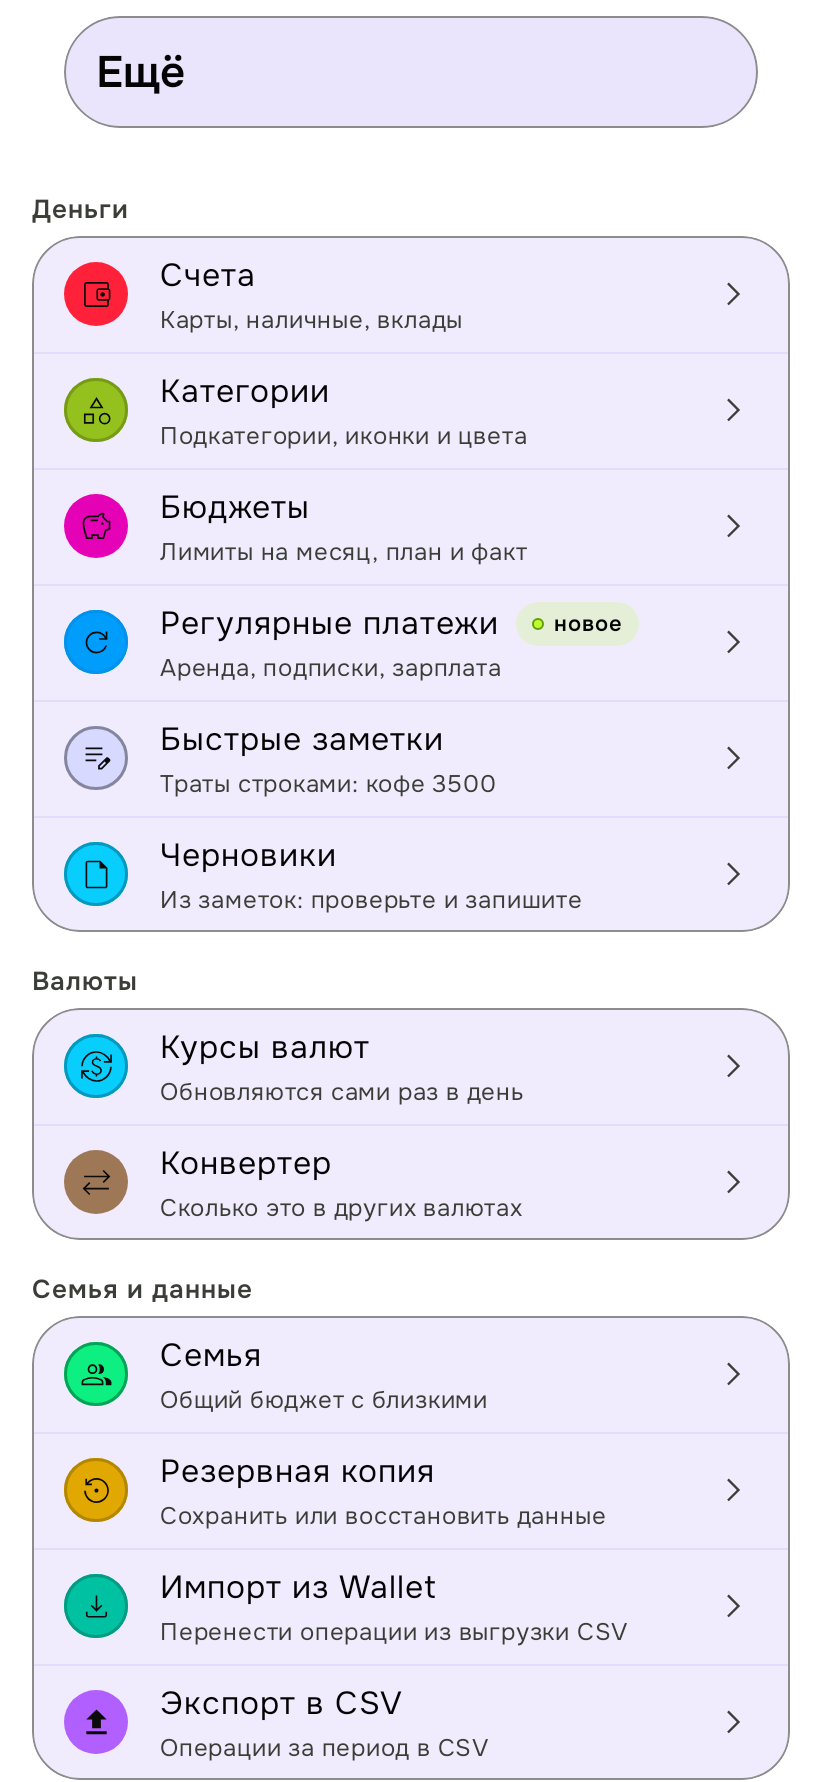 Ещё
Деньги
Счета
Карты, наличные, вклады
Категории
Подкатегории, иконки и цвета
Бюджеты
Лимиты на месяц, план и факт
Регулярные платежи новое
Аренда, подписки, зарплата
Быстрые заметки
Траты строками: кофе 3500
Черновики
Из заметок: проверьте и запишите
Валюты
Курсы валют
Обновляются сами раз в день
Конвертер
Сколько это в других валютах
Семья и данные
Семья
Общий бюджет с близкими
Резервная копия
Сохранить или восстановить данные
Импорт из Wallet
Перенести операции из выгрузки CSV
Экспорт в CSV
Операции за период в CSV